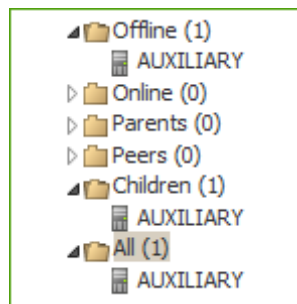 Offline (1)
AUXILIARY
Online (0)
Parents (0)
Peers (0)
Children (1)
AUXILIARY
All (1)
AUXILIARY